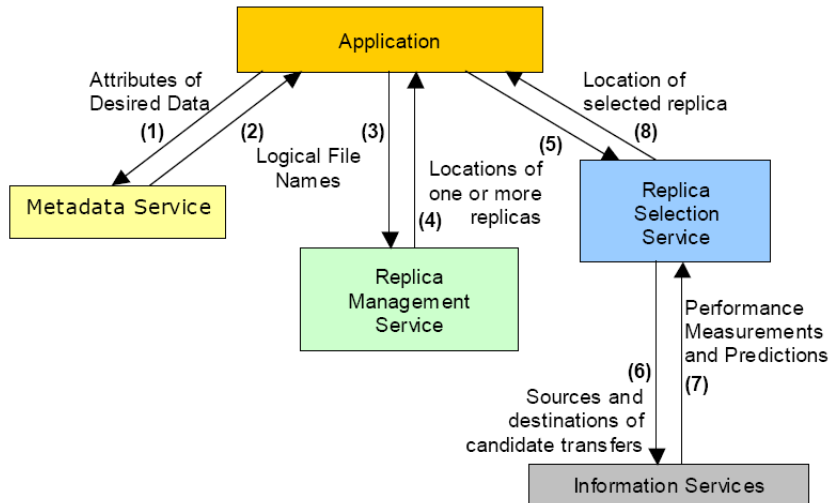 Application
Attributes of
Desired Data
(1)
(2)
Logical File
Names
(3)
(4)
Locations of
one or more
replicas
(5)
Location of
selected replica
(8)
Metadata Service
Replica
Management
Service
Replica
Selection
Service
(6)
Sources and
destinations of
candidate transfers
Performance
Measurements
and Predictions
(7)
Information Services